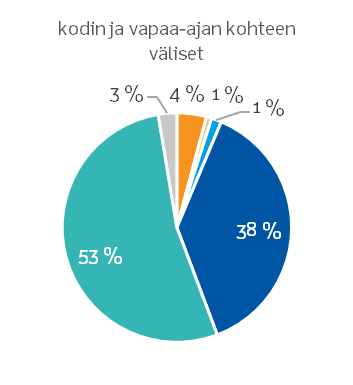 kodin ja vapaa-ajan kohteen
väliset
3 % 4 % 1 % 1 %
38 %
53 %